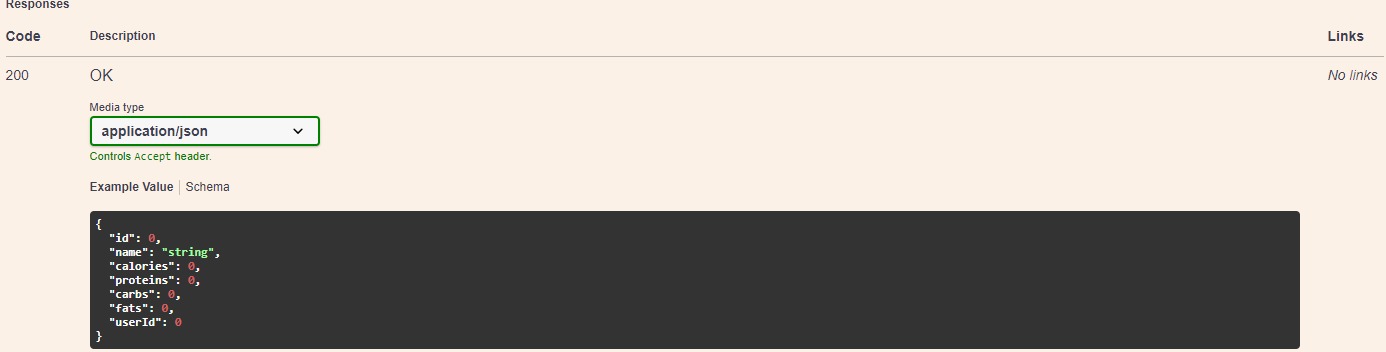 Responses
Code Description Links
200 OK No links
Media type
application/json
Controls Accept header.
Example Value Schema
{
  "id": 0,
  "name": "string",
  "calories": 0,
  "proteins": 0,
  "carbs": 0,
  "fats": 0,
  "userId": 0
}